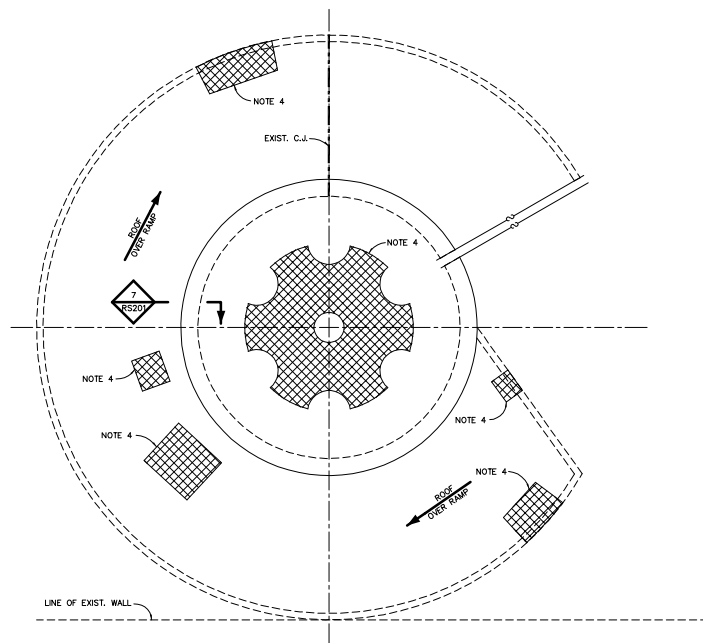 NOTE 4
EXIST. C.J.
ROOF
OVER RAMP
NOTE 4
7
RS201
NOTE 4
NOTE 4
NOTE 4
NOTE 4
ROOF
OVER RAMP
LINE OF EXIST. WALL